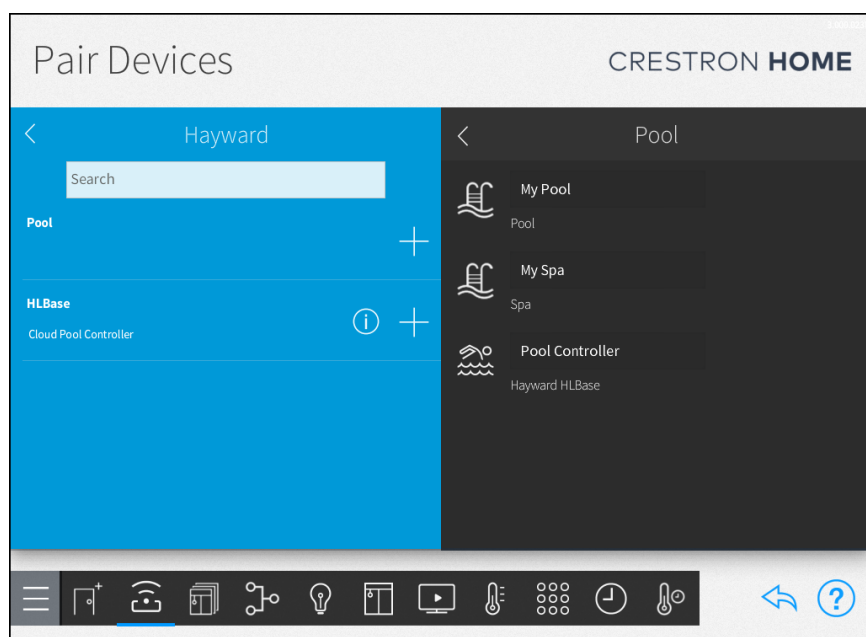 Pair Devices
CRESTRON HOME
Hayward
Search
Pool
HLBase
Cloud Pool Controller
Pool
My Pool
Pool
My Spa
Spa
Pool Controller
Hayward HLBase